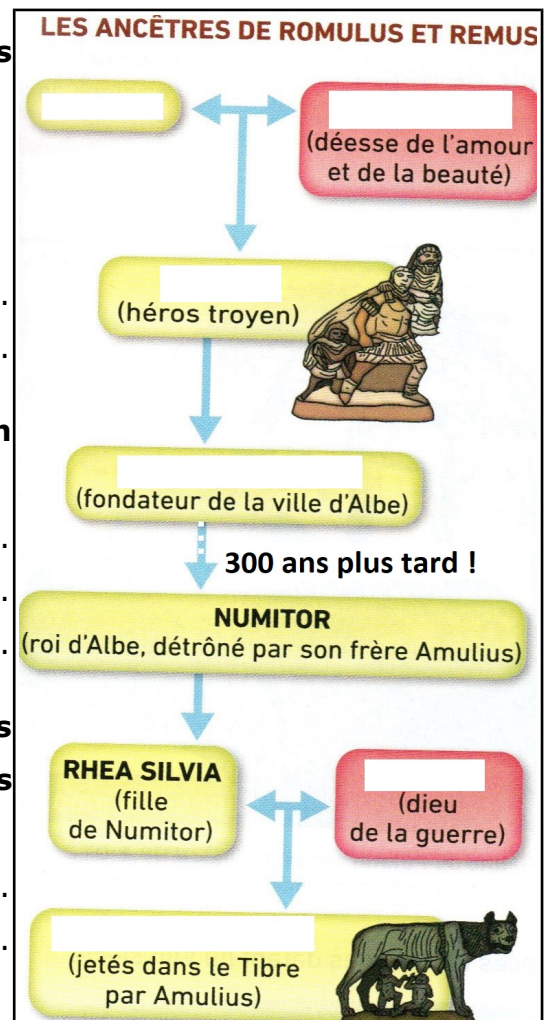 LES ANCÊTRES DE ROMULUS ET REMUS
s
(déesse de l'amour
et de la beauté)
.
(héros troyen)
.
n
(fondateur de la ville d'Albe)
.
300 ans plus tard !
.
NUMITOR
(roi d'Albe, détrôné par son frère Amulius)
.
s
RHEA SILVIA
(fille
de Numitor)
s
(dieu
de la guerre)
.
.
(jetés dans le Tibre
par Amulius)